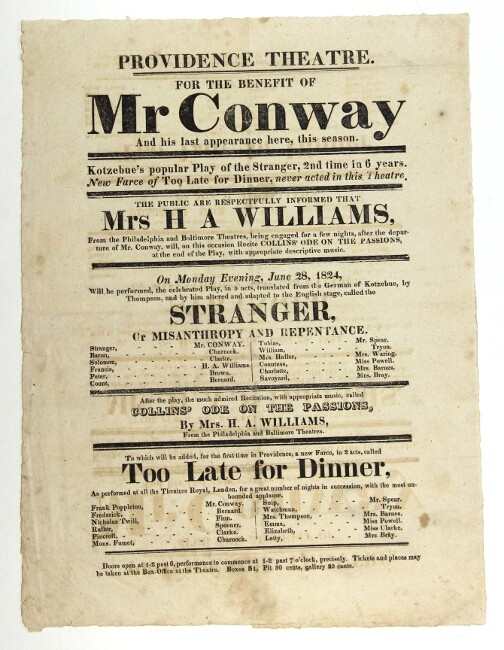 PROVIDENCE THEATRE.
FOR THE BENEFIT OF
Mr Conway
And his last appearance here, this season.
Kotzebue's popular Play of the Stranger, 2nd time in 6 years.
New Farce of Too Late for Dinner, never acted in this Theatre.
THE PUBLIC ARE RESPECTFULLY INFORMED THAT
Mrs H A WILLIAMS,
From the Philadelphia and Baltimore Theatres, being engaged for a few nights, after the depar-
ture of Mr. Conway, will, on this occasion Recite COLLINS' ODE ON THE PASSIONS,
at the end of the Play, with appropriate descriptive music.
On Monday Evening, June 28, 1824,
Will be performed, the celebrated Play, in 5 acts, translated from the German of Kotzebue, by
Thompson, and by him altered and adapted to the English stage, called the
STRANGER,
Or MISANTHROPY AND REPENTANCE.
Stranger, Mr. CONWAY. Tobias, Mr. Spear.
Baron, Charnock. William, Tryon.
Solomon, Clarke. Mrs Haller, Mrs. Waring.
Francis, H. A. Williams. Countess, Miss Powell.
Peter, Brown. Charlotte, Mrs. Barnes.
Count, Bernard. Savoyard, Mrs. Bray.
After the play, the much admired Recitation, with appropriate music, called
COLLINS' ODE ON THE PASSIONS,
By Mrs. H. A. WILLIAMS,
From the Philadelphia and Baltimore Theatres.
To which will be added, for the first time in Providence, a new Farce, in 2 acts, called
Too Late for Dinner,
As performed at all the Theatres Royal, London, for a great number of nights in succession, with the most un-
bounded applause.
Frank Poppleton, Mr. Conway. Snip, Mr. Spear.
Frederick, Bernard. Watchman, Tryon.
Nicholas Twill, Finn. Mrs. Thompson, Mrs. Barnes.
Rafter, Spooner. Emma, Miss Powell.
Pincroft, Clarke. Elizabeth, Miss Clarke.
Mons. Fumet, Charnock. Letty, Mrs. Bray.
Doors open at 1-2 past 6, performance to commence at 1-2 past 7 o'clock, precisely. Tickets and places may
be taken at the Box Office at the Theatre. Boxes $1, Pit 50 cents, gallery 25 cents.